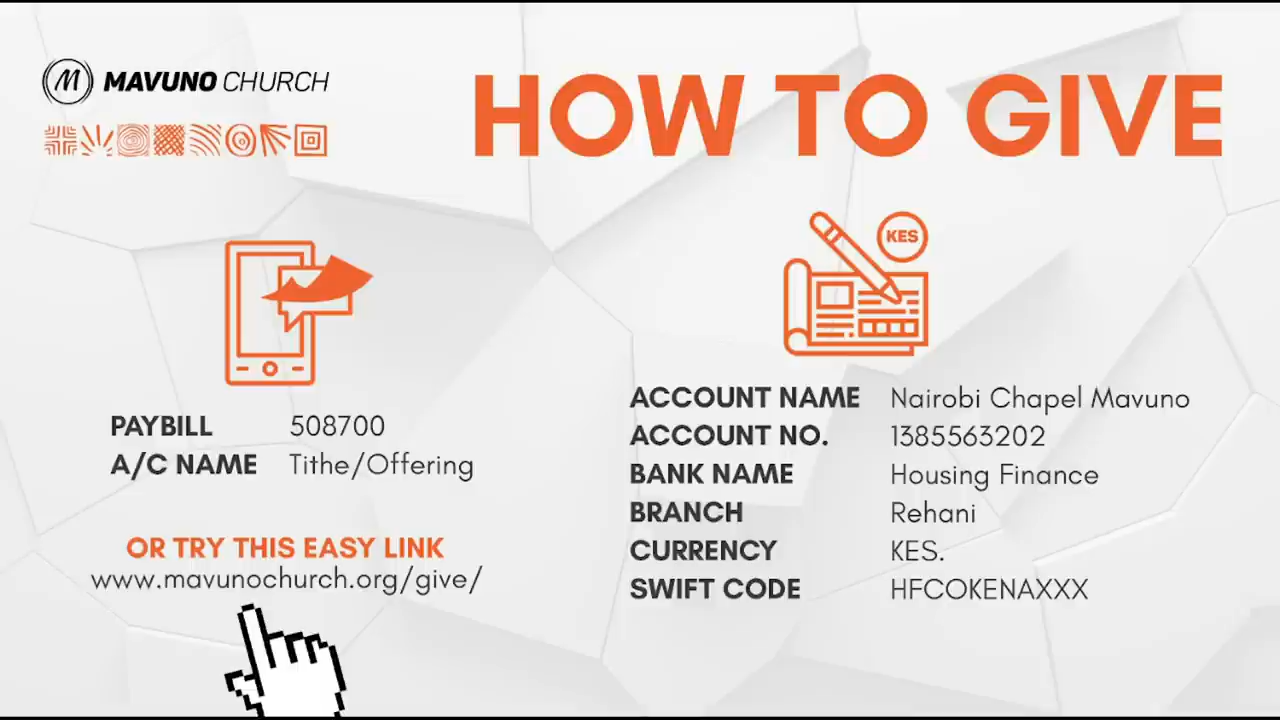 MAVUNO CHURCH
HOW TO GIVE
KES
PAYBILL 508700
A/C NAME Tithe/Offering
OR TRY THIS EASY LINK
www.mavunochurch.org/give/
ACCOUNT NAME Nairobi Chapel Mavuno
ACCOUNT NO. 1385563202
BANK NAME Housing Finance
BRANCH Rehani
CURRENCY KES.
SWIFT CODE HFCOKENAXXX